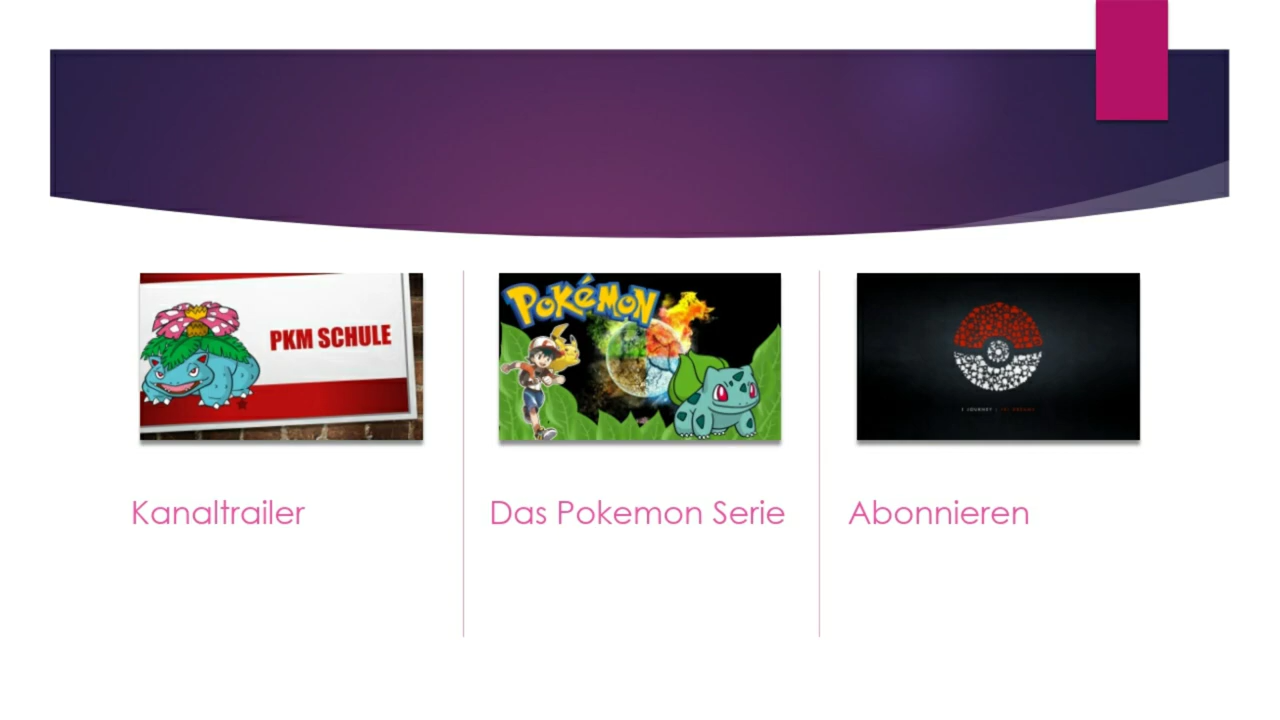 PKM SCHULE
POKéMON
Kanaltrailer
Das Pokemon Serie
Abonnieren